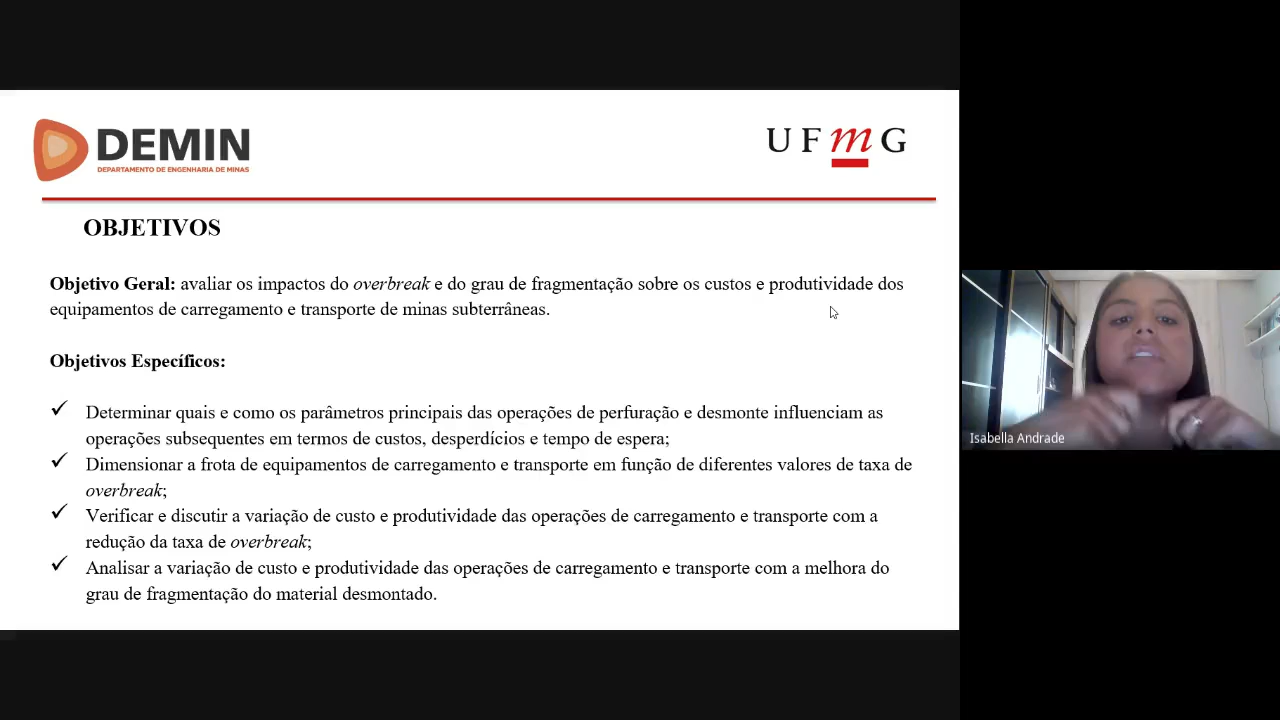 DEMIN
DEPARTAMENTO DE ENGENHARIA DE MINAS
UFmG
OBJETIVOS
Objetivo Geral: avaliar os impactos do overbreak e do grau de fragmentação sobre os custos e produtividade dos
equipamentos de carregamento e transporte de minas subterrâneas.
Objetivos Específicos:
✓ Determinar quais e como os parâmetros principais das operações de perfuração e desmonte influenciam as
operações subsequentes em termos de custos, desperdícios e tempo de espera;
✓ Dimensionar a frota de equipamentos de carregamento e transporte em função de diferentes valores de taxa de
overbreak;
✓ Verificar e discutir a variação de custo e produtividade das operações de carregamento e transporte com a
redução da taxa de overbreak;
✓ Analisar a variação de custo e produtividade das operações de carregamento e transporte com a melhora do
grau de fragmentação do material desmontado.
Isabella Andrade